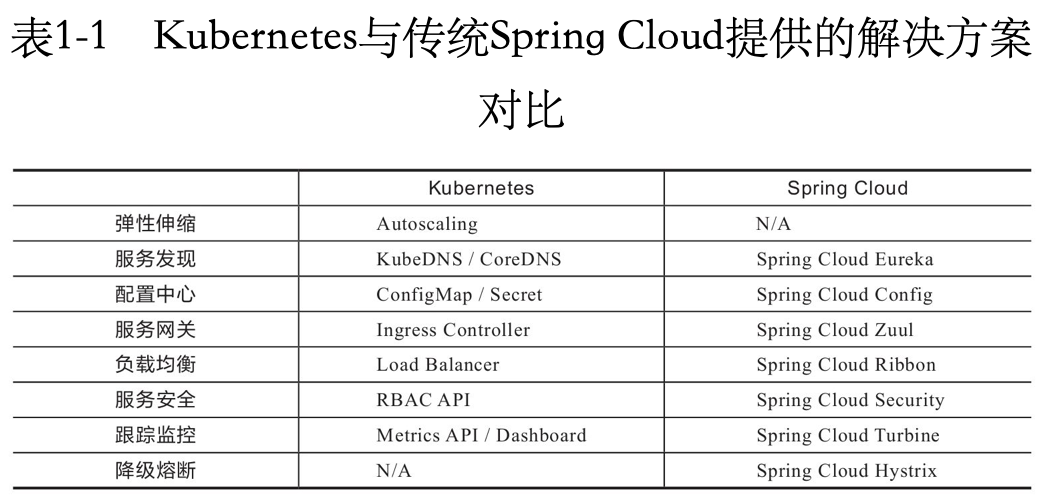 表1-1 Kubernetes与传统Spring Cloud提供的解决方案
对比
Kubernetes Spring Cloud
弹性伸缩 Autoscaling N/A
服务发现 KubeDNS / CoreDNS Spring Cloud Eureka
配置中心 ConfigMap / Secret Spring Cloud Config
服务网关 Ingress Controller Spring Cloud Zuul
负载均衡 Load Balancer Spring Cloud Ribbon
服务安全 RBAC API Spring Cloud Security
跟踪监控 Metrics API / Dashboard Spring Cloud Turbine
降级熔断 N/A Spring Cloud Hystrix